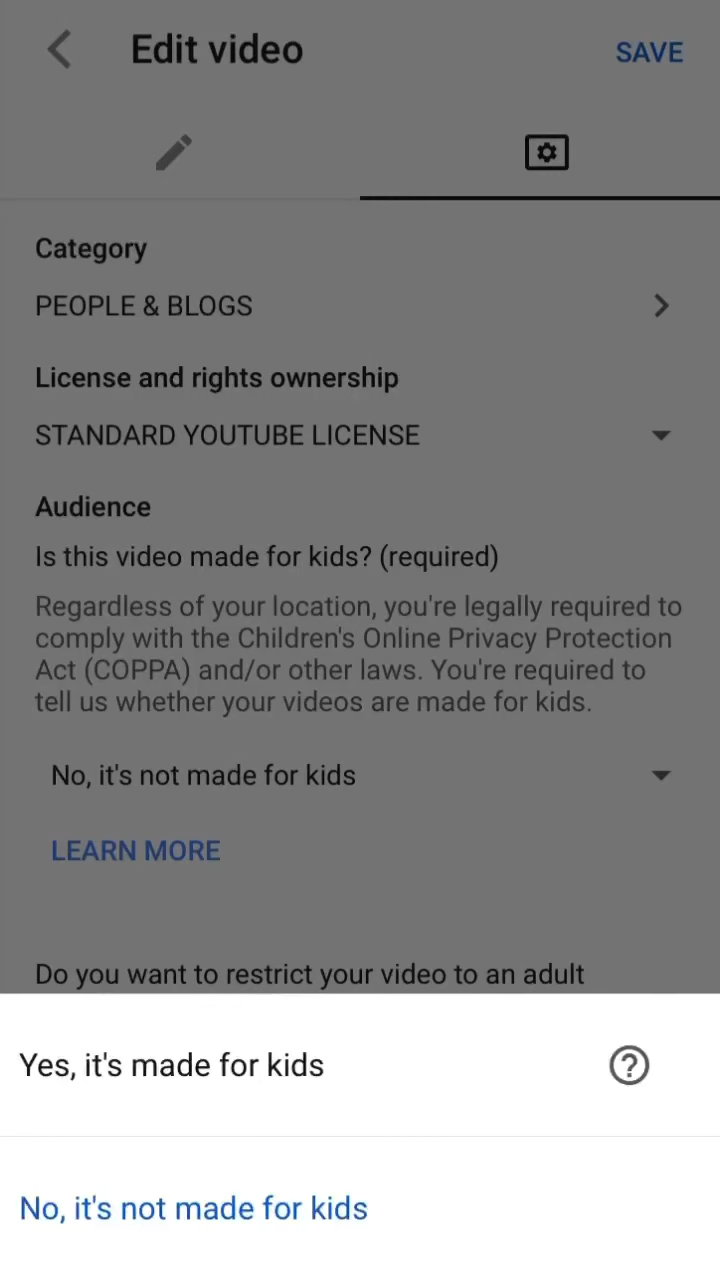 Edit video
SAVE
Category
PEOPLE & BLOGS
License and rights ownership
STANDARD YOUTUBE LICENSE
Audience
Is this video made for kids? (required)
Regardless of your location, you're legally required to
comply with the Children's Online Privacy Protection
Act (COPPA) and/or other laws. You're required to
tell us whether your videos are made for kids.
No, it's not made for kids
LEARN MORE
Do you want to restrict your video to an adult
Yes, it's made for kids
No, it's not made for kids